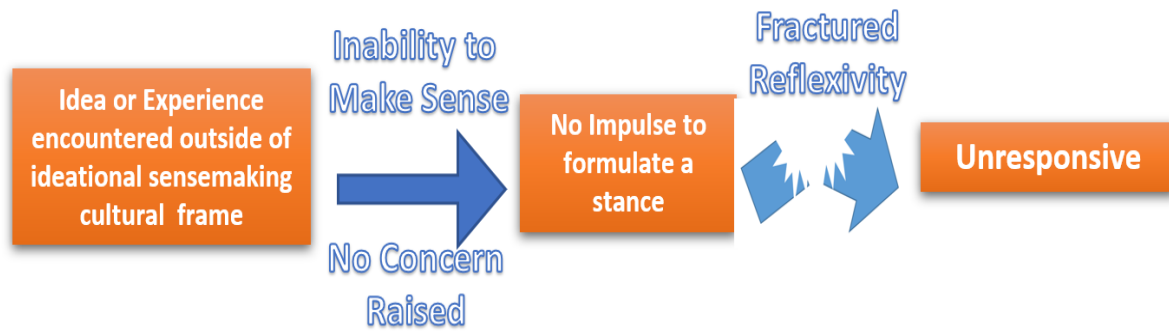 Idea or Experience
encountered outside of
ideational sensemaking
cultural frame
Inability to
Make Sense
No Concern
Raised
No Impulse to
formulate a
stance
Fractured
Reflexivity
Unresponsive